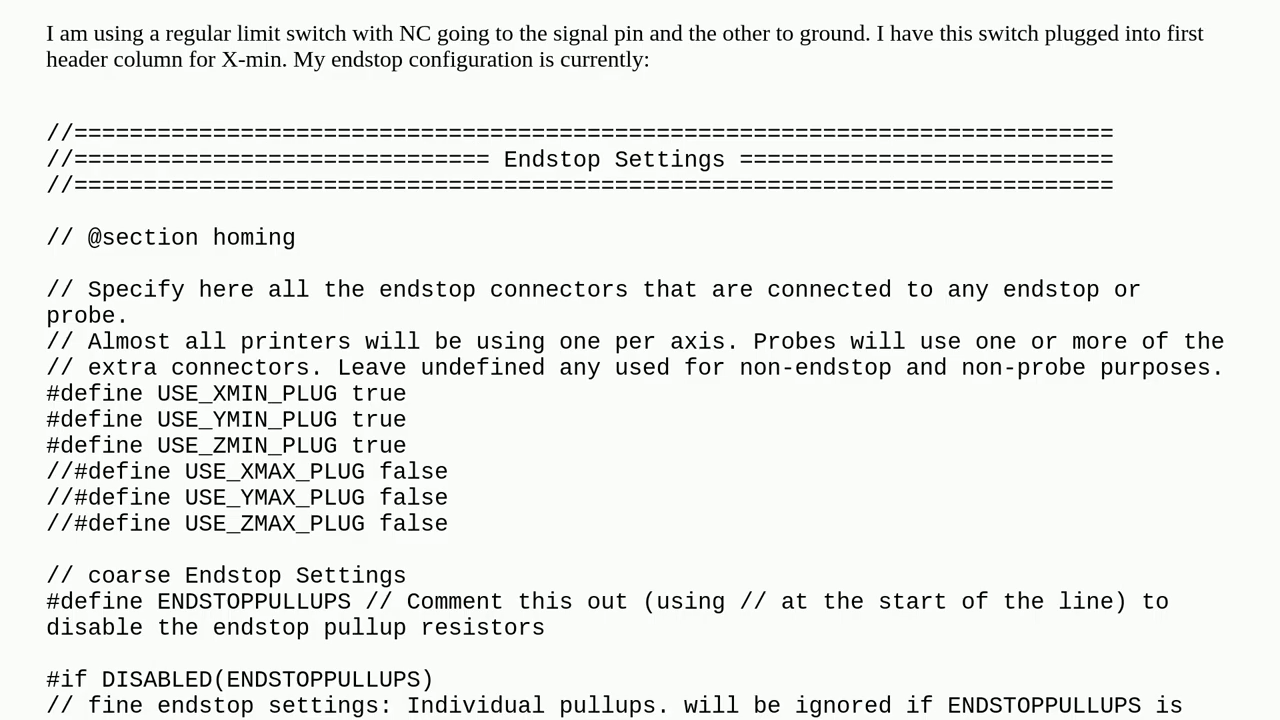 I am using a regular limit switch with NC going to the signal pin and the other to ground. I have this switch plugged into first
header column for X-min. My endstop configuration is currently:
//===========================================================================
//============================== Endstop Settings ===========================
//===========================================================================
// @section homing
// Specify here all the endstop connectors that are connected to any endstop or
probe.
// Almost all printers will be using one per axis. Probes will use one or more of the
// extra connectors. Leave undefined any used for non-endstop and non-probe purposes.
#define USE_XMIN_PLUG true
#define USE_YMIN_PLUG true
#define USE_ZMIN_PLUG true
//#define USE_XMAX_PLUG false
//#define USE_YMAX_PLUG false
//#define USE_ZMAX_PLUG false
// coarse Endstop Settings
#define ENDSTOPPULLUPS // Comment this out (using // at the start of the line) to
disable the endstop pullup resistors
#if DISABLED(ENDSTOPPULLUPS)
// fine endstop settings: Individual pullups. will be ignored if ENDSTOPPULLUPS is